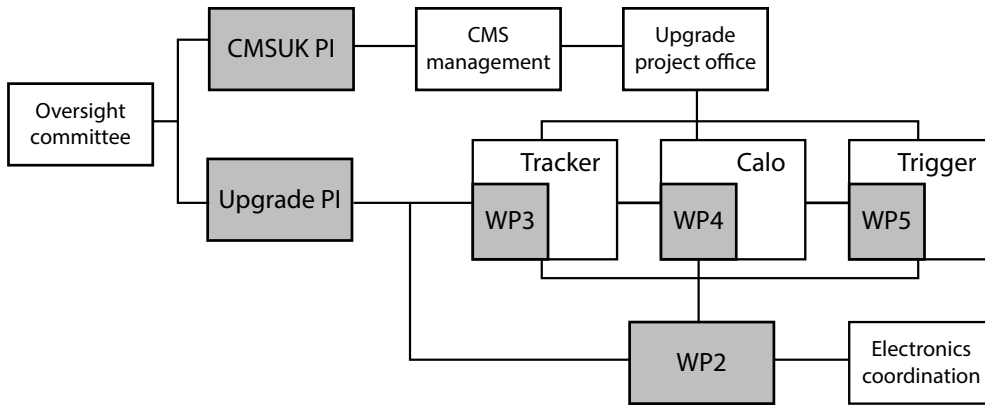 CMSUK PI
CMS
management
Upgrade
project office
Oversight
committee
Tracker
Calo
Trigger
Upgrade PI
WP3
WP4
WP5
WP2
Electronics
coordination